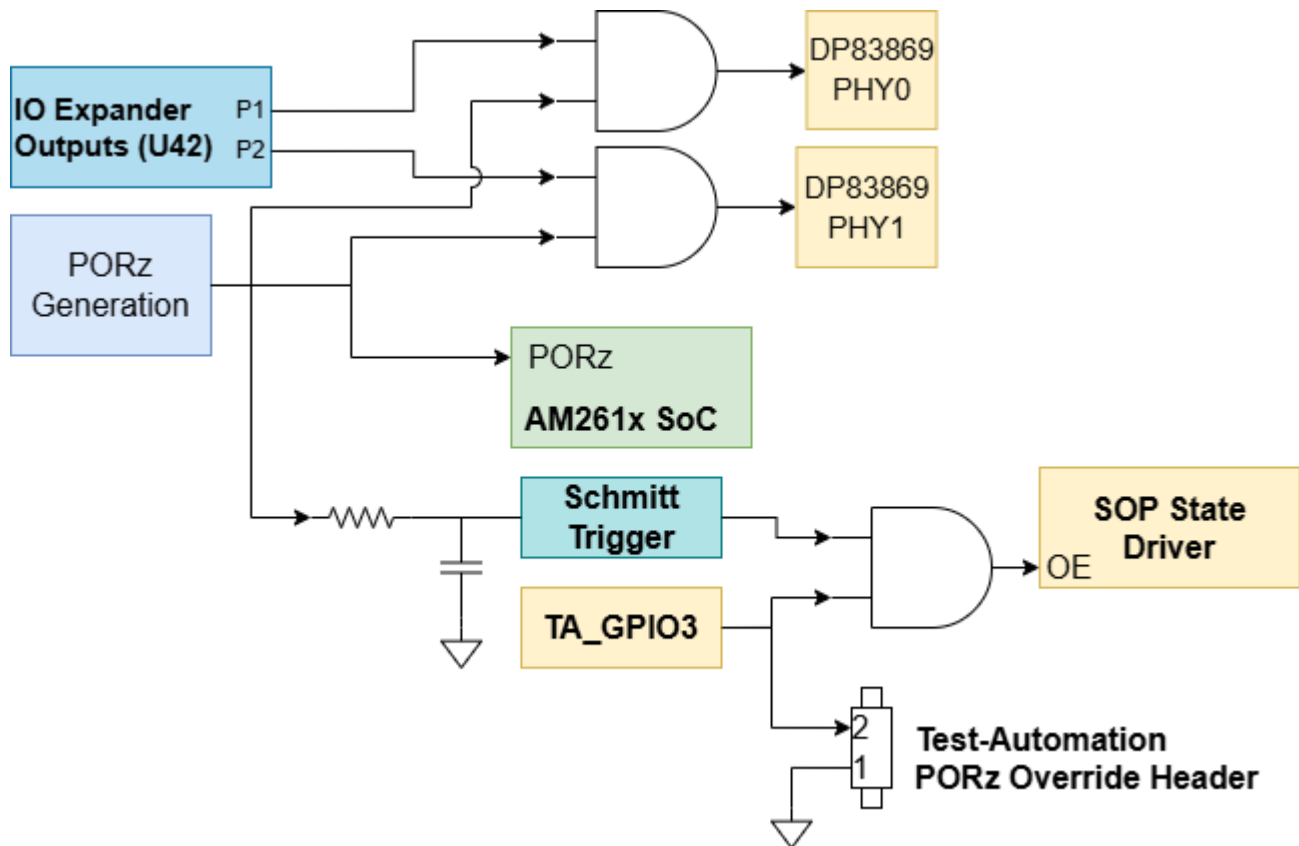 DP83869
PHY0
IO Expander
Outputs (U42)
P1
P2
DP83869
PHY1
PORz
Generation
PORz
AM261x SoC
Schmitt
Trigger
SOP State
Driver
OE
TA_GPIO3
2
1
Test-Automation
PORz Override Header